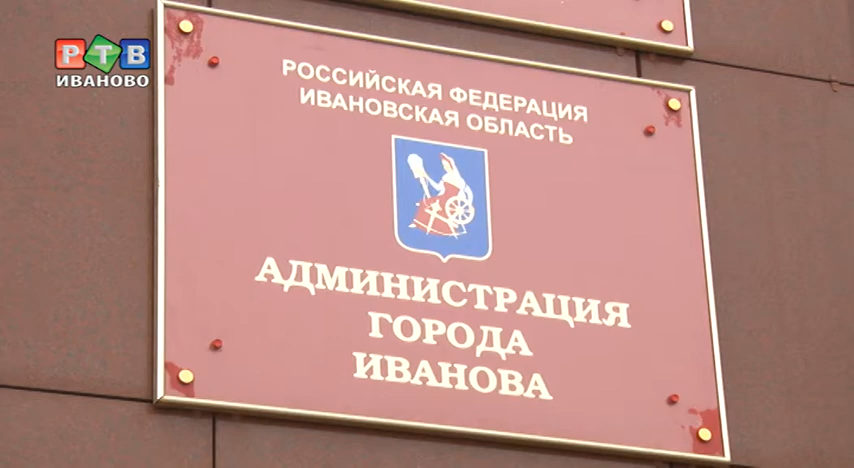 РТВ
ИВАНОВО
РОССИЙСКАЯ ФЕДЕРАЦИЯ
ИВАНОВСКАЯ ОБЛАСТЬ
АДМИНИСТРАЦИЯ
ГОРОДА
ИВАНОВА